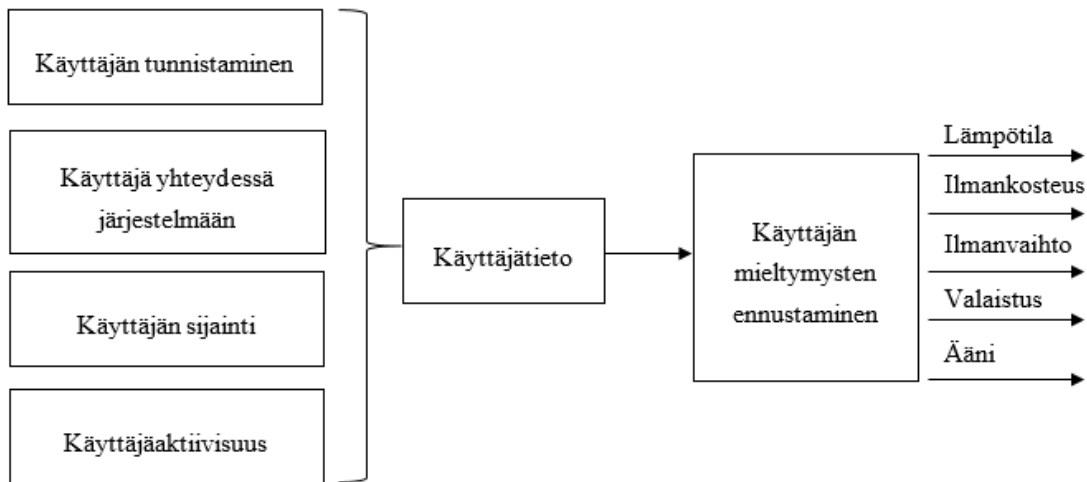 Käyttäjän tunnistaminen
Käyttäjä yhteydessä
järjestelmään
Käyttäjän sijainti
Käyttäjäaktiivisuus
Käyttäjätieto
Käyttäjän
mieltymysten
ennustaminen
Lämpötila
Ilmankosteus
Ilmanvaihto
Valaistus
Ääni